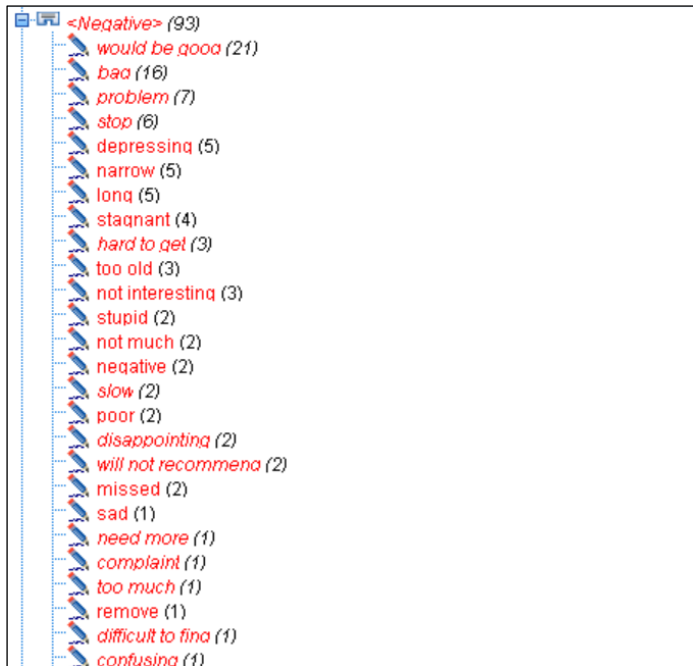 <Negative> (93)
would be good (21)
bad (16)
problem (7)
stop (6)
depressing (5)
narrow (5)
long (5)
stagnant (4)
hard to get (3)
too old (3)
not interesting (3)
stupid (2)
not much (2)
negative (2)
slow (2)
poor (2)
disappointing (2)
will not recommend (2)
missed (2)
sad (1)
need more (1)
complaint (1)
too much (1)
remove (1)
difficult to find (1)
confusing (1)